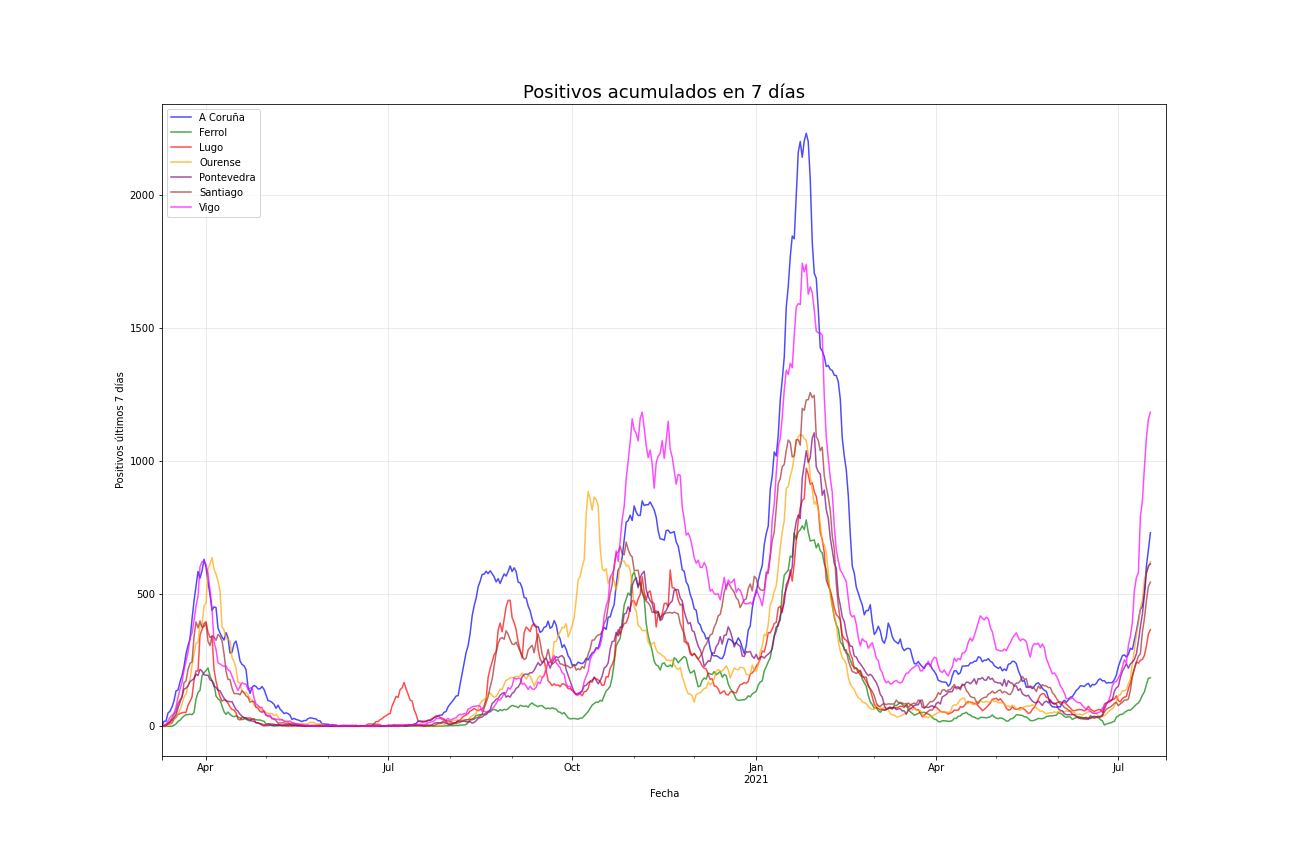 Positivos acumulados en 7 días
A Coruña
Ferrol
Lugo
Ourense
Pontevedra
Santiago
Vigo
Positivos últimos 7 días
2000
1500
1000
500
0
Apr
Jul
Oct
Jan
2021
Apr
Jul
Fecha